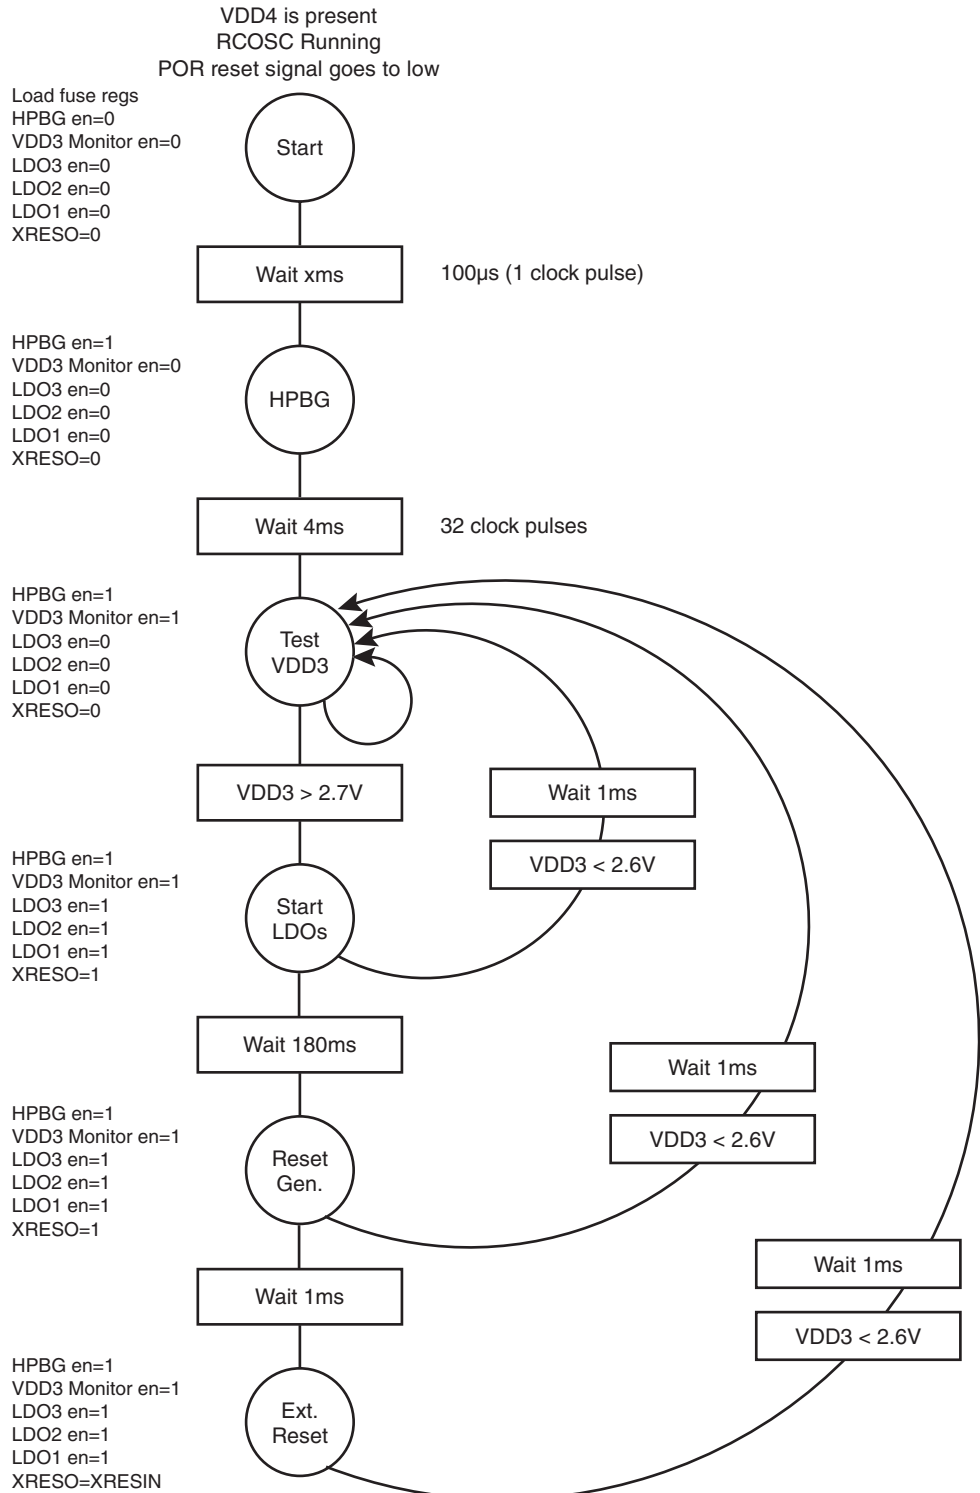 VDD4 is present
RCOSC Running
POR reset signal goes to low
Load fuse regs
HPBG en=0
VDD3 Monitor en=0
LDO3 en=0
LDO2 en=0
LDO1 en=0
XRESO=0
Start
Wait xms
100µs (1 clock pulse)
HPBG en=1
VDD3 Monitor en=0
LDO3 en=0
LDO2 en=0
LDO1 en=0
XRESO=0
HPBG
Wait 4ms
32 clock pulses
HPBG en=1
VDD3 Monitor en=1
LDO3 en=0
LDO2 en=0
LDO1 en=0
XRESO=0
Test
VDD3
VDD3 > 2.7V
Wait 1ms
VDD3 < 2.6V
HPBG en=1
VDD3 Monitor en=1
LDO3 en=1
LDO2 en=1
LDO1 en=1
XRESO=1
Start
LDOs
Wait 180ms
Wait 1ms
VDD3 < 2.6V
HPBG en=1
VDD3 Monitor en=1
LDO3 en=1
LDO2 en=1
LDO1 en=1
XRESO=1
Reset
Gen.
Wait 1ms
Wait 1ms
VDD3 < 2.6V
HPBG en=1
VDD3 Monitor en=1
LDO3 en=1
LDO2 en=1
LDO1 en=1
XRESO=XRESIN
Ext.
Reset